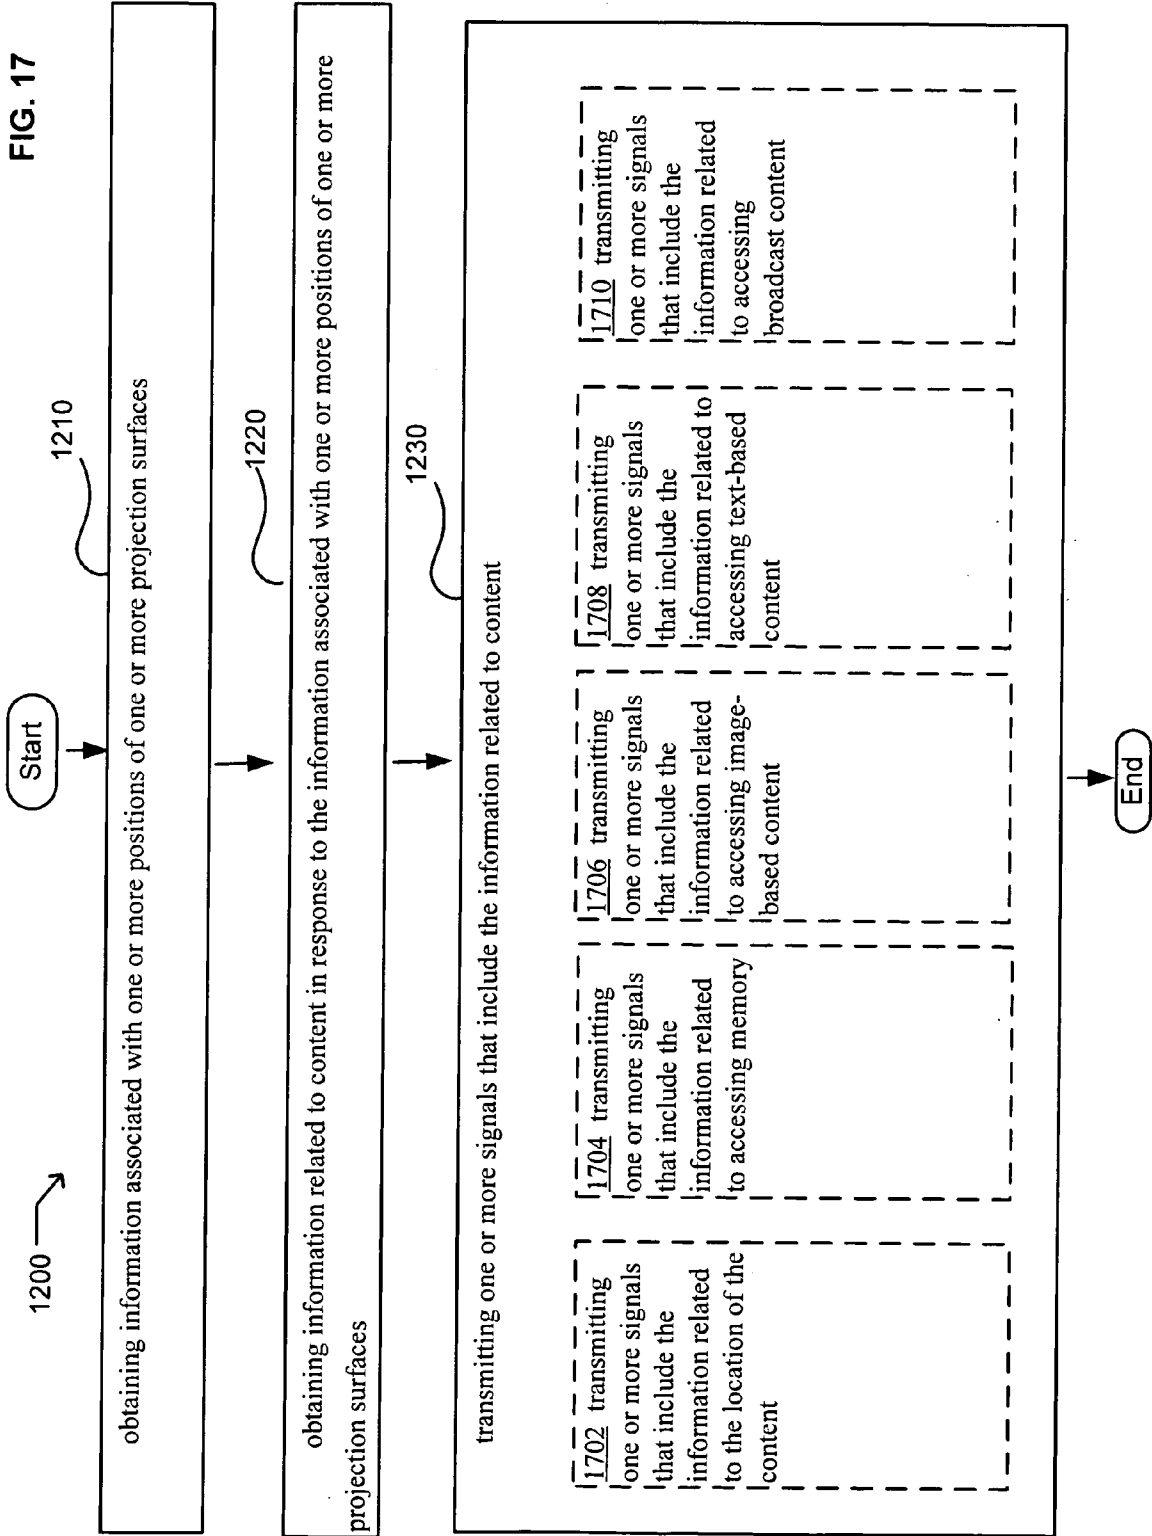 FIG. 17
1200
Start
1210
obtaining information associated with one or more positions of one or more projection surfaces
1220
obtaining information related to content in response to the information associated with one or more positions of one or more
projection surfaces
1230
transmitting one or more signals that include the information related to content
1702 transmitting
one or more signals
that include the
information related
to the location of the
content
1704 transmitting
one or more signals
that include the
information related
to accessing memory
1706 transmitting
one or more signals
that include the
information related
to accessing image-
based content
1708 transmitting
one or more signals
that include the
information related to
accessing text-based
content
1710 transmitting
one or more signals
that include the
information related
to accessing
broadcast content
End